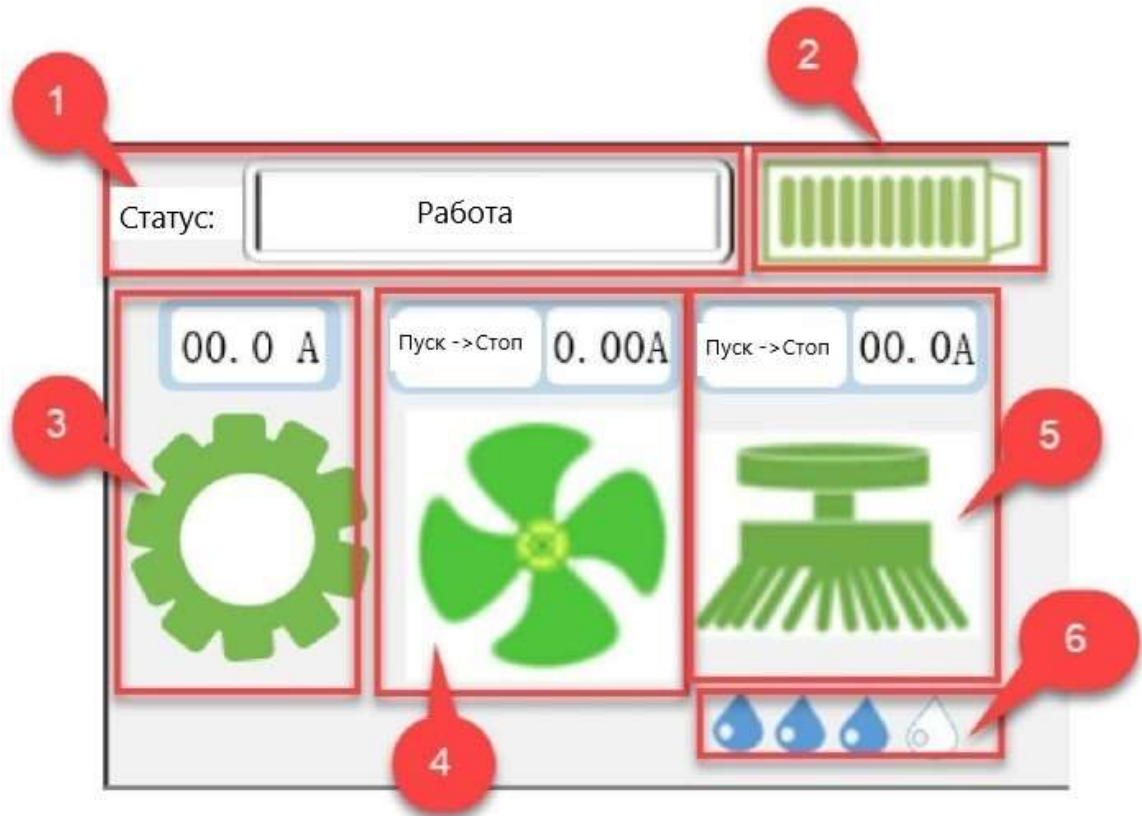 1
2
Статус:
Работа
00.0 A
Пуск ->Стоп
0.00A
Пуск ->Стоп
00.0A
3
5
6
4